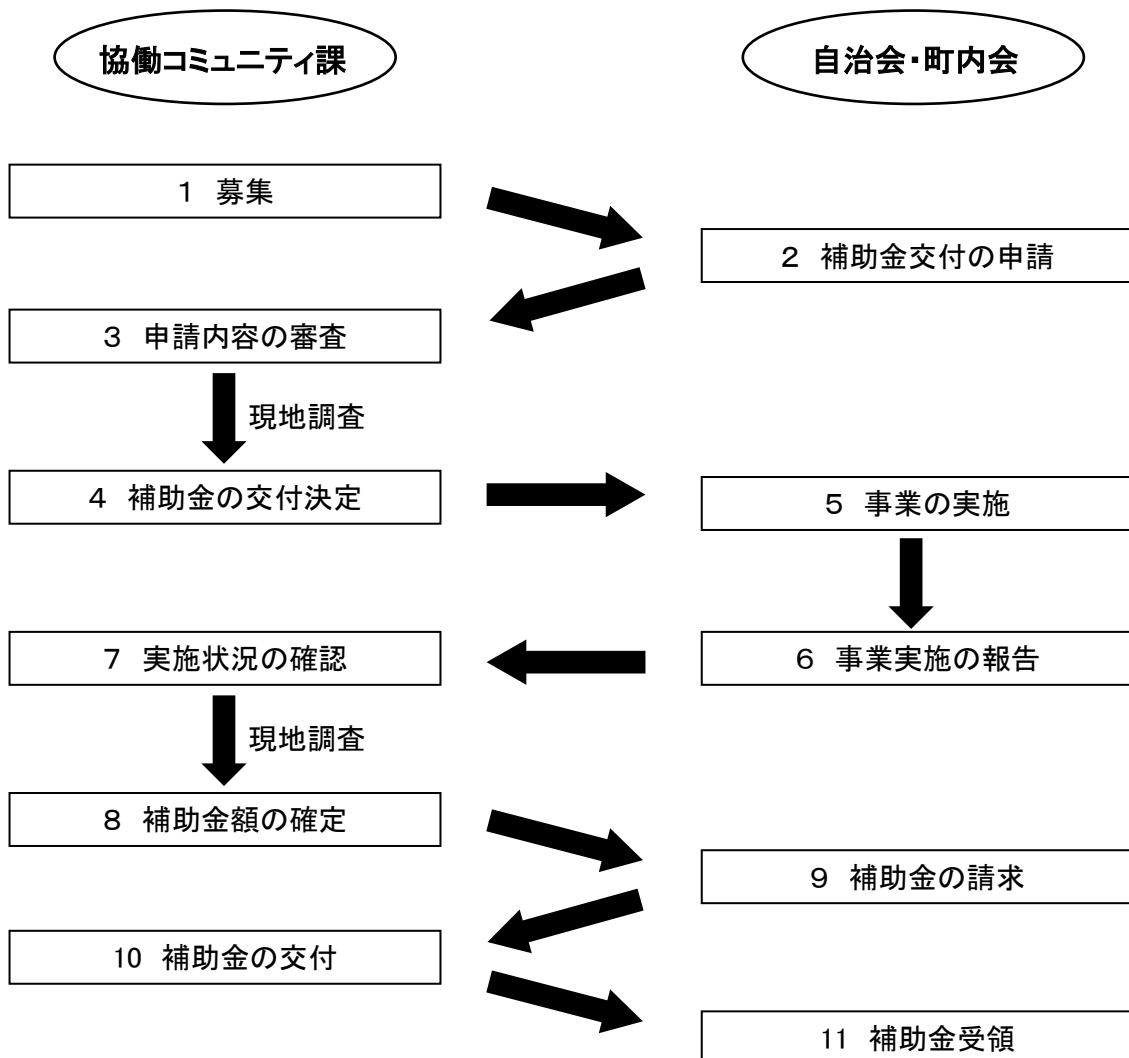 協働コミュニティ課
自治会・町内会
１ 募集
２ 補助金交付の申請
３ 申請内容の審査
現地調査
４ 補助金の交付決定
５ 事業の実施
６ 事業実施の報告
７ 実施状況の確認
現地調査
８ 補助金額の確定
９ 補助金の請求
10 補助金の交付
11 補助金受領